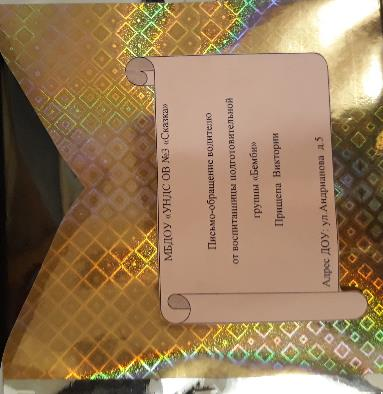 МБДОУ «УНДС ОВ №3 «Сказка»
Письмо-обращение водителю
от воспитанницы подготовительной
группы «Бемби»
Прищепа Виктории
Адрес ДОУ: ул.Андрианова д.5